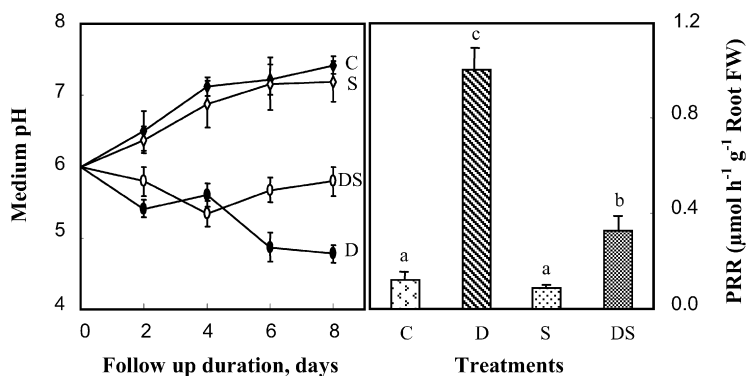 8
7
6
5
4
Medium pH
0
2
4
6
8
Follow up duration, days
C
S
DS
D
a
c
a
b
C
D
S
DS
Treatments
1.2
0.8
0.4
0.0
PRR (µmol h⁻¹ g⁻¹ Root FW)